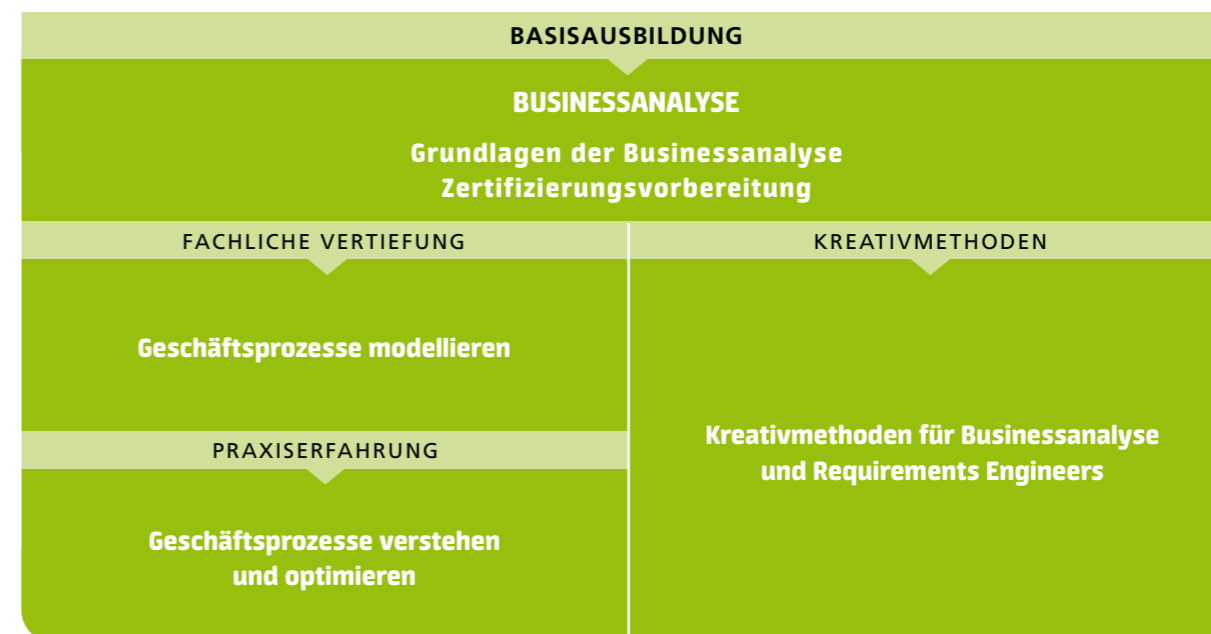 BASISAUSBILDUNG
BUSINESSANALYSE
Grundlagen der Businessanalyse
Zertifizierungsvorbereitung
FACHLICHE VERTIEFUNG
Geschäftsprozesse modellieren
PRAXISERFAHRUNG
Geschäftsprozesse verstehen
und optimieren
KREATIVMETHODEN
Kreativmethoden für Businessanalyse
und Requirements Engineers